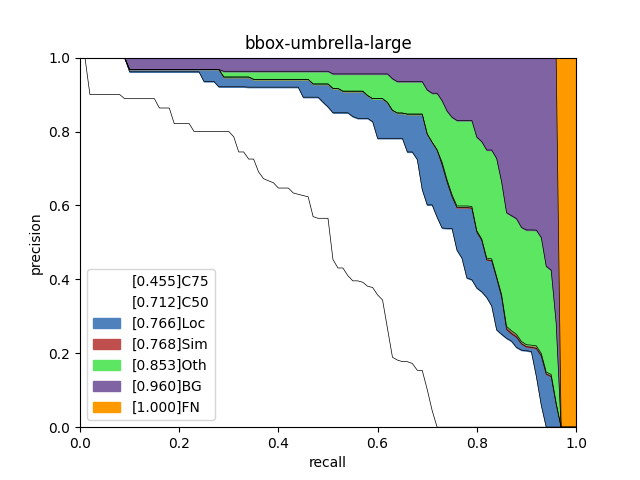 bbox-umbrella-large
precision
1.0
0.8
0.6
0.4
0.2
0.0
[0.455]C75
[0.712]C50
[0.766]Loc
[0.768]Sim
[0.853]Oth
[0.960]BG
[1.000]FN
0.0 0.2 0.4 0.6 0.8 1.0
recall